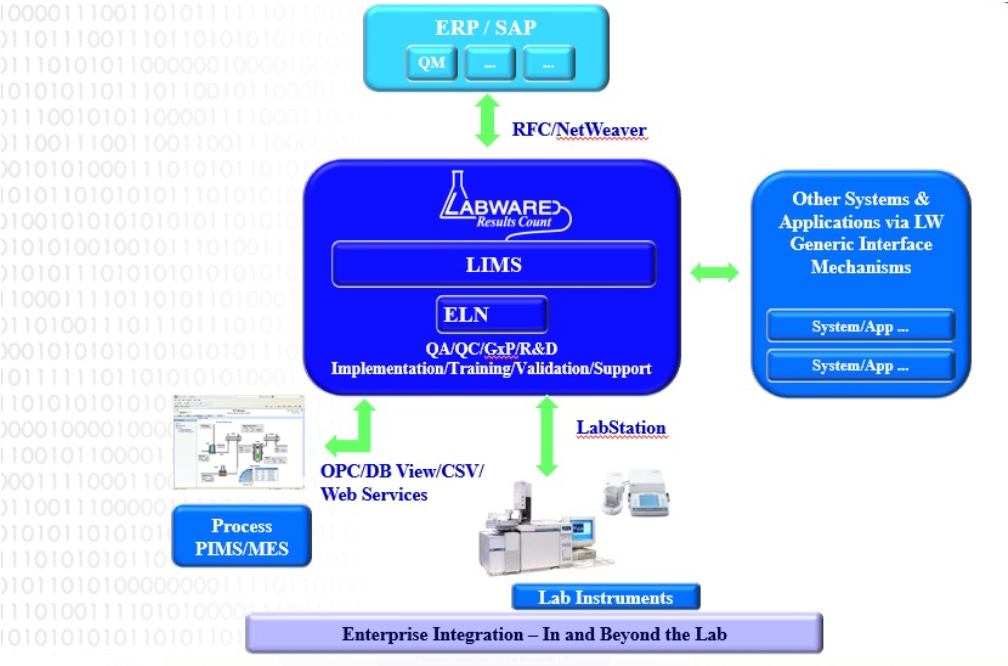 ERP / SAP
QM
...
...
RFC/NetWeaver
LABWARE
Results Count
LIMS
ELN
QA/QC/GxP/R&D
Implementation/Training/Validation/Support
Other Systems &
Applications via LW
Generic Interface
Mechanisms
System/App ...
System/App ...
LabStation
OPC/DB View/CSV/
Web Services
Process
PIMS/MES
Lab Instruments
Enterprise Integration – In and Beyond the Lab